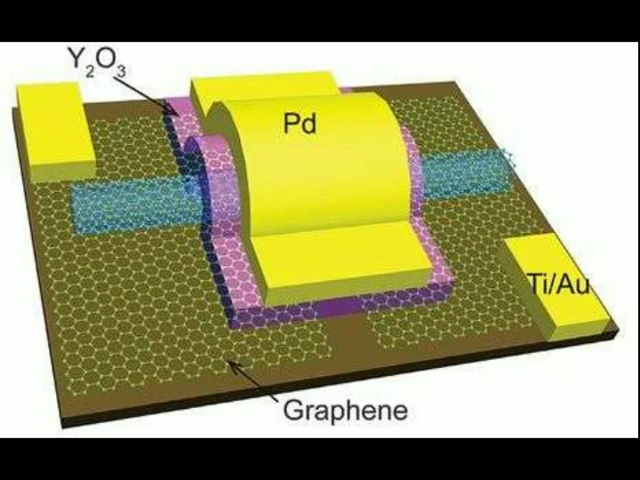 Y₂O₃
Pd
Ti/Au
Graphene